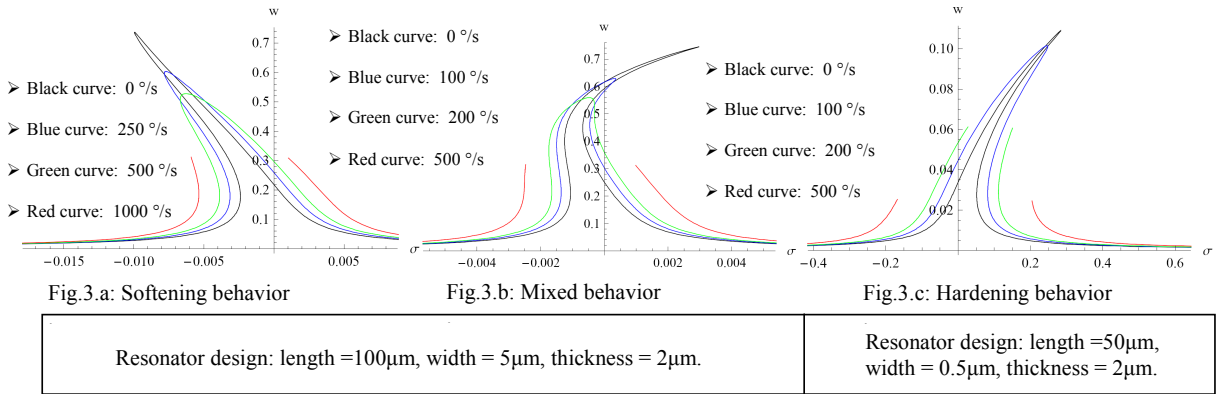 w
0.7
0.6
0.5
0.4
0.3
0.2
0.1
−0.015
−0.010
−0.005
0.005
σ
➢ Black curve: 0 °/s
➢ Blue curve: 250 °/s
➢ Green curve: 500 °/s
➢ Red curve: 1000 °/s
Fig.3.a: Softening behavior
w
0.7
0.6
0.5
0.4
0.3
0.2
0.1
−0.004
−0.002
0.002
0.004
σ
➢ Black curve: 0 °/s
➢ Blue curve: 100 °/s
➢ Green curve: 200 °/s
➢ Red curve: 500 °/s
Fig.3.b: Mixed behavior
w
0.10
0.08
0.06
0.04
0.02
−0.4
−0.2
0.2
0.4
0.6
σ
➢ Black curve: 0 °/s
➢ Blue curve: 100 °/s
➢ Green curve: 200 °/s
➢ Red curve: 500 °/s
Fig.3.c: Hardening behavior
Resonator design: length =100μm, width = 5μm, thickness = 2μm.
Resonator design: length =50μm,
width = 0.5μm, thickness = 2μm.